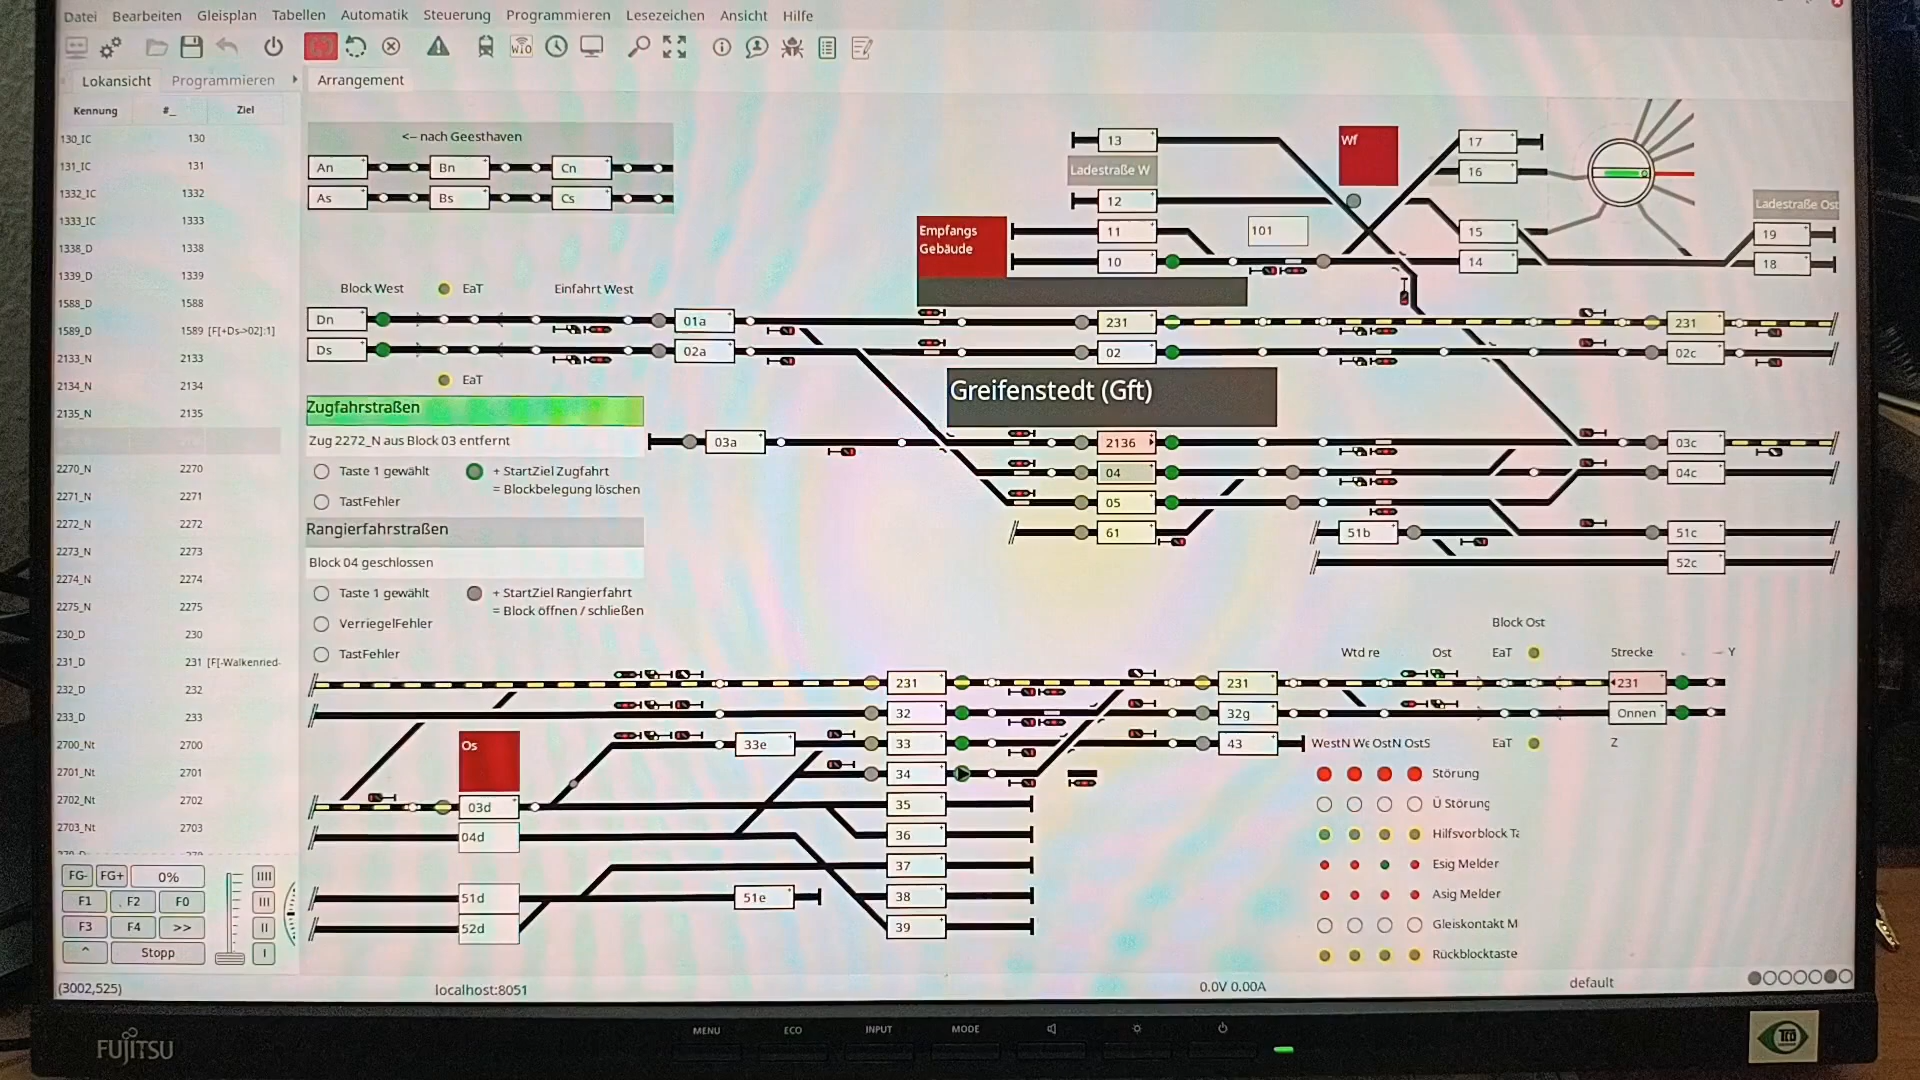 Datei Bearbeiten Gleisplan Tabellen Automatik Steuerung Programmieren Lesezeichen Ansicht Hilfe
WIO
Lokansicht Programmieren Arrangement
Kennung #_ Ziel
130_IC 130
131_IC 131
1332_IC 1332
1333_IC 1333
1338_D 1338
1339_D 1339
1588_D 1588
1589_D 1589 [F[+Ds->02]:1]
2133_N 2133
2134_N 2134
2135_N 2135
2270_N 2270
2271_N 2271
2272_N 2272
2273_N 2273
2274_N 2274
2275_N 2275
230_D 230
231_D 231 [F[-Walkenried-
232_D 232
233_D 233
2700_Nt 2700
2701_Nt 2701
2702_Nt 2702
2703_Nt 2703
FG- FG+ 0%
F1 F2 F0
F3 F4 >>
^ Stopp
IIII
III
II
I
<-- nach Geesthaven
An Bn Cn
As Bs Cs
13
Ladestraße W
12
Wf
17
16
Ladestraße Ost
Empfangs
Gebäude
11
101
15
19
10
14
18
Block West EaT Einfahrt West
Dn 01a 231 231
Ds 02a 02 02c
EaT
Greifenstedt (Gft)
Zugfahrstraßen
Zug 2272_N aus Block 03 entfernt
03a 2136 03c
Taste 1 gewählt + StartZiel Zugfahrt
= Blockbelegung löschen
TastFehler
04 04c
05
61 51b 51c
52c
Rangierfahrstraßen
Block 04 geschlossen
Taste 1 gewählt + StartZiel Rangierfahrt
= Block öffnen / schließen
VerriegelFehler
TastFehler
Block Ost
Wtd re Ost EaT Strecke Y
231 231 231
32 32g Onnen
Os 33e 33 43
WestN We OstN OstS EaT Z
34
03d 35
04d 36
37
51d 51e 38
52d 39
Störung
Ü Störung
Hilfsvorblock Ta
Esig Melder
Asig Melder
Gleiskontakt M
Rückblocktaste
(3002,525) localhost:8051 0.0V 0.00A default
FUJITSU MENU ECO INPUT MODE
TCO